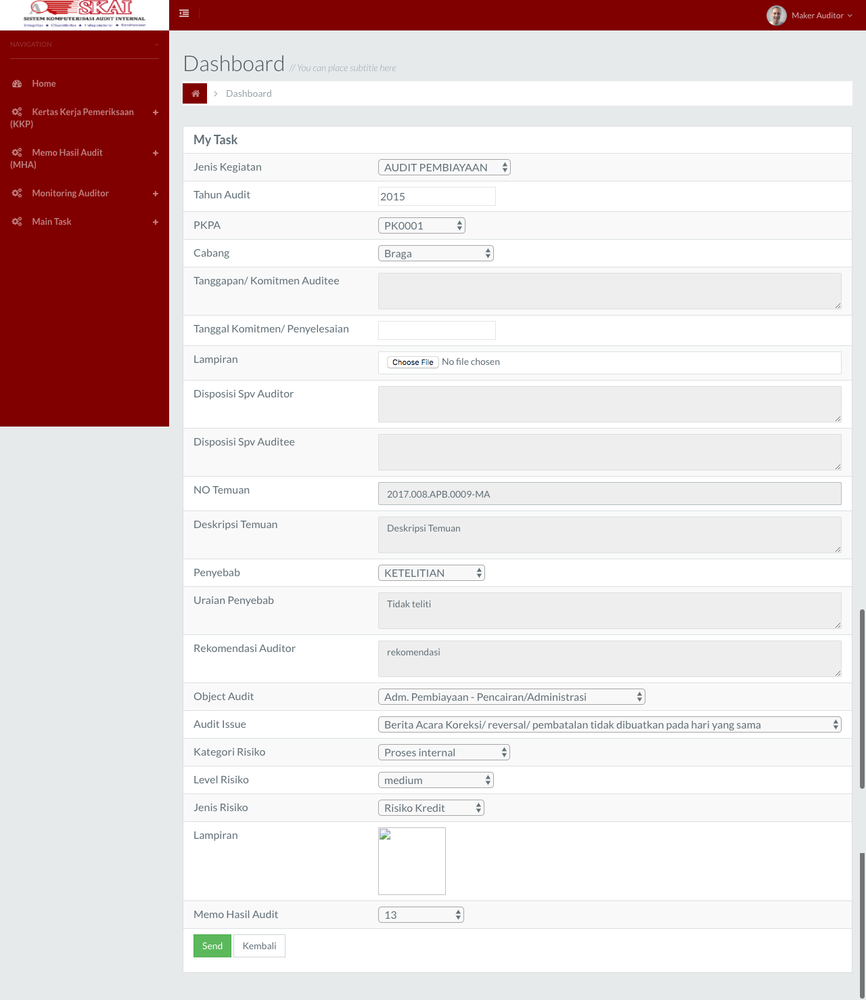 SKAI
SISTEM KOMPUTERISASI AUDIT INTERNAL
Integritas • Obyektivitas • Independensi • Kerahasiaan
Maker Auditor
NAVIGATION
Home
Kertas Kerja Pemeriksaan
(KKP)
Memo Hasil Audit
(MHA)
Monitoring Auditor
Main Task
Dashboard // You can place subtitle here
Dashboard
My Task
Jenis Kegiatan AUDIT PEMBIAYAAN
Tahun Audit 2015
PKPA PK0001
Cabang Braga
Tanggapan/ Komitmen Auditee
Tanggal Komitmen/ Penyelesaian
Lampiran Choose File No file chosen
Disposisi Spv Auditor
Disposisi Spv Auditee
NO Temuan 2017.008.APB.0009-MA
Deskripsi Temuan Deskripsi Temuan
Penyebab KETELITIAN
Uraian Penyebab Tidak teliti
Rekomendasi Auditor rekomendasi
Object Audit Adm. Pembiayaan - Pencairan/Administrasi
Audit Issue Berita Acara Koreksi/ reversal/ pembatalan tidak dibuatkan pada hari yang sama
Kategori Risiko Proses internal
Level Risiko medium
Jenis Risiko Risiko Kredit
Lampiran
Memo Hasil Audit 13
Send Kembali